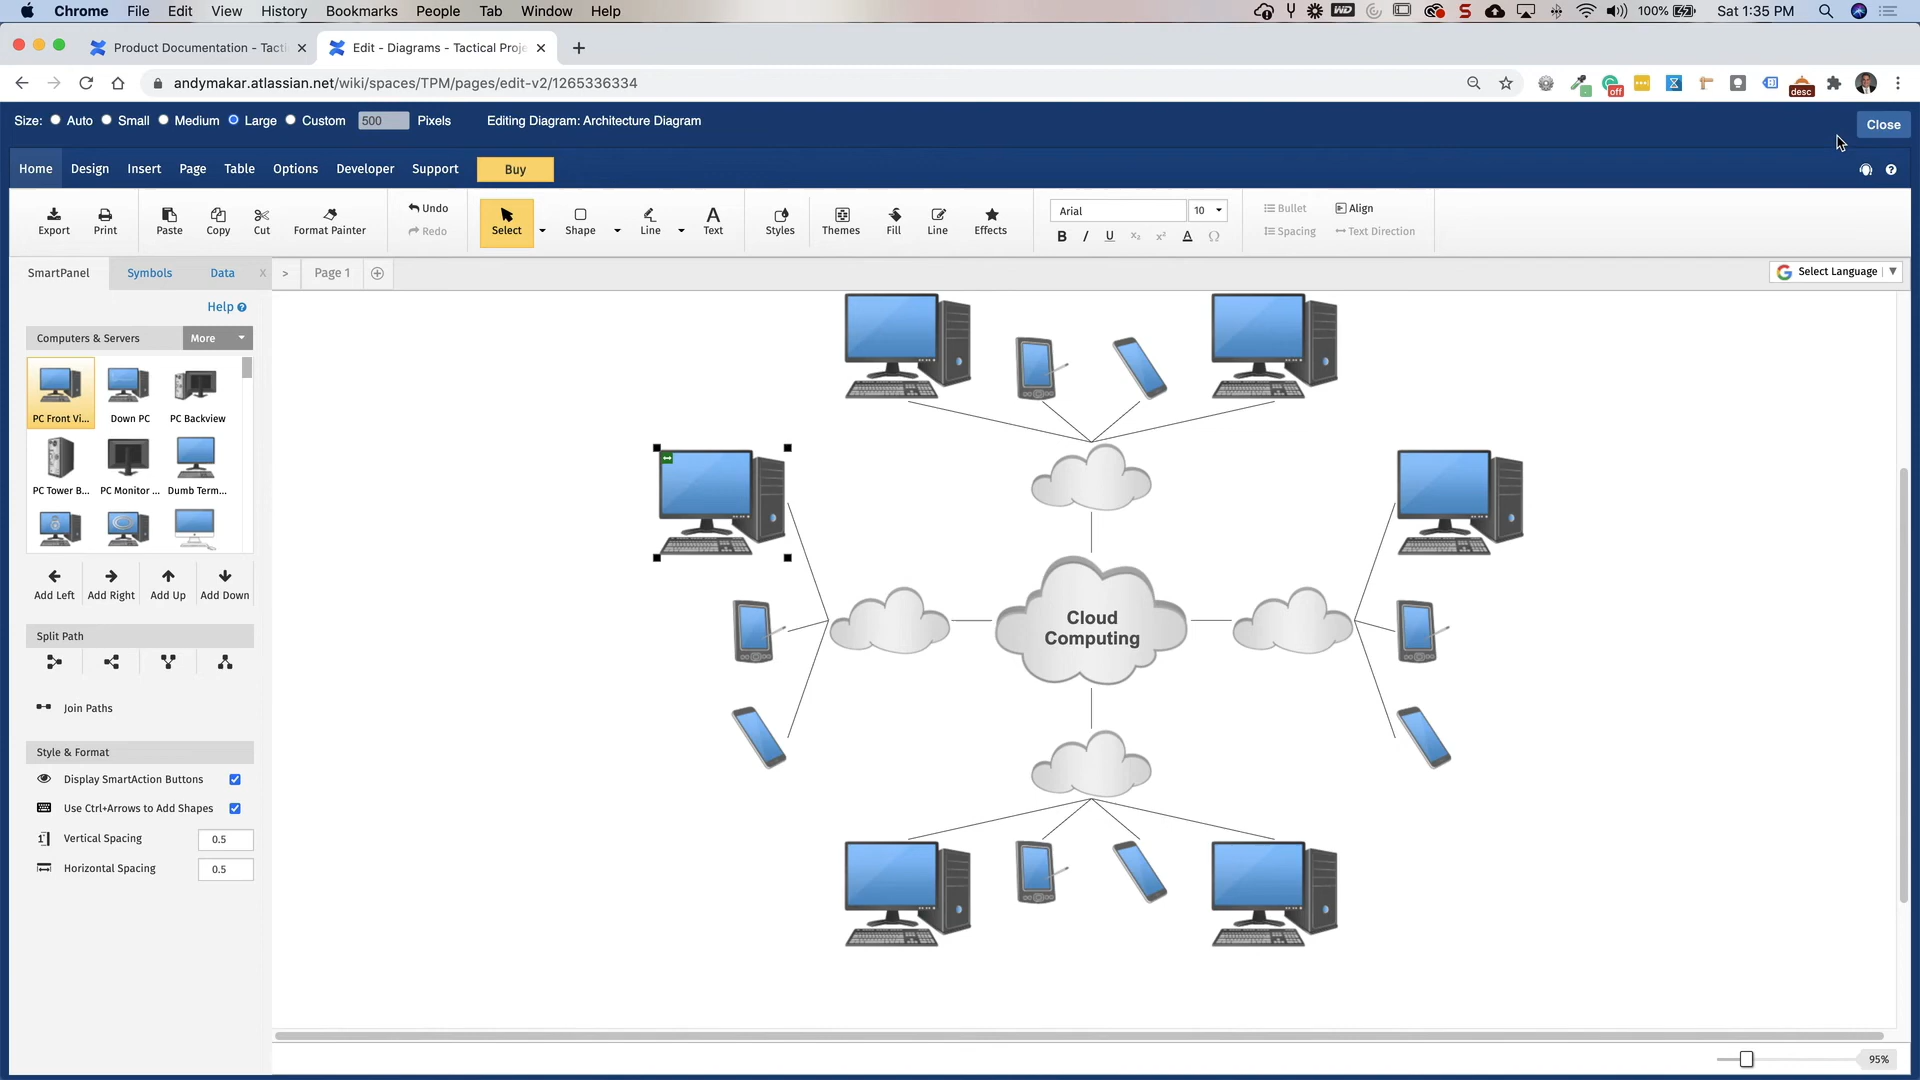 Chrome File Edit View History Bookmarks People Tab Window Help
WD 100% Sat 1:35 PM
Product Documentation - Tacti
Edit - Diagrams - Tactical Proje
andymakar.atlassian.net/wiki/spaces/TPM/pages/edit-v2/1265336334
off desc
Size: Auto Small Medium Large Custom 500 Pixels Editing Diagram: Architecture Diagram
Close
Home Design Insert Page Table Options Developer Support Buy
Export Print Paste Copy Cut Format Painter
Undo
Redo
Select Shape Line Text Styles Themes Fill Line Effects
Arial 10
B I U
Bullet Align
Spacing Text Direction
SmartPanel Symbols Data X > Page 1
Select Language ▼
Help
Computers & Servers More
PC Front Vi... Down PC PC Backview
PC Tower B... PC Monitor ... Dumb Term...
Add Left Add Right Add Up Add Down
Split Path
Join Paths
Style & Format
Display SmartAction Buttons
Use Ctrl+Arrows to Add Shapes
Vertical Spacing 0.5
Horizontal Spacing 0.5
Cloud
Computing
95%